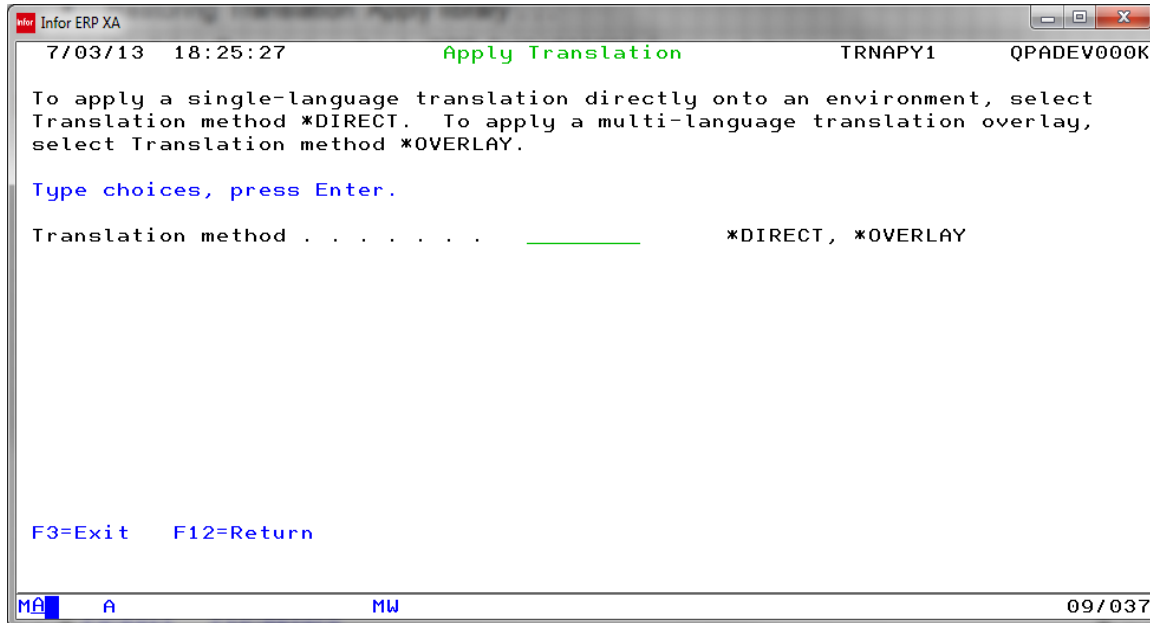 infor Infor ERP XA
7/03/13 18:25:27 Apply Translation TRNAPY1 QPADEV000K
To apply a single-language translation directly onto an environment, select
Translation method *DIRECT. To apply a multi-language translation overlay,
select Translation method *OVERLAY.
Type choices, press Enter.
Translation method . . . . . . . *DIRECT, *OVERLAY
F3=Exit F12=Return
MA A MW 09/037